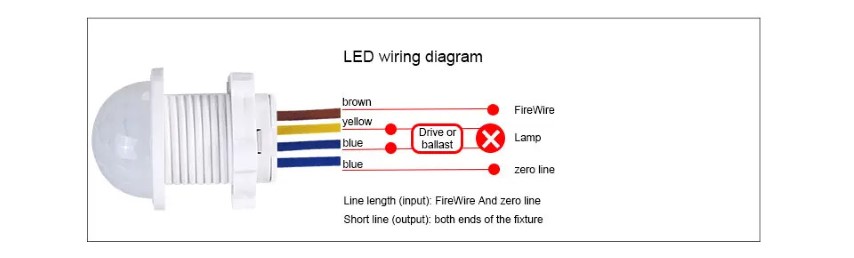 LED wiring diagram
brown
FireWire
yellow
Drive or
ballast
Lamp
blue
blue
zero line
Line length (input): FireWire And zero line
Short line (output): both ends of the fixture